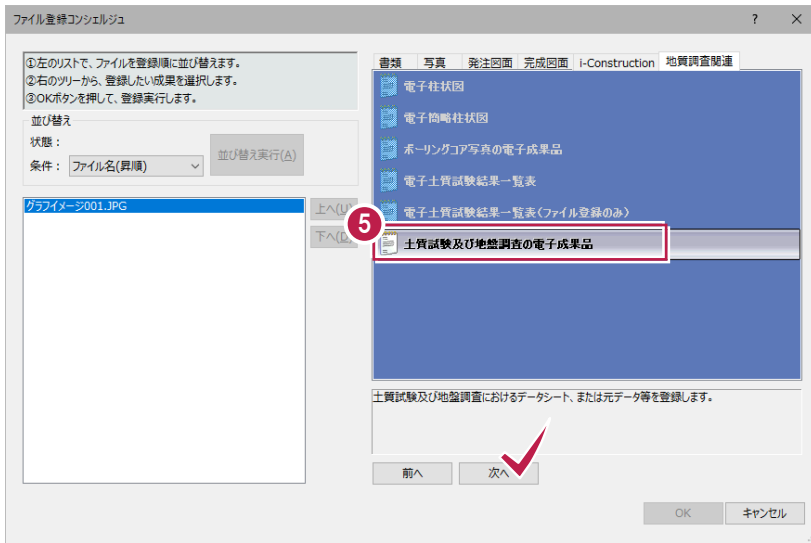 ファイル登録コンシェルジュ
? ×
①左のリストで、ファイルを登録順に並び替えます。
②右のツリーから、登録したい成果を選択します。
③OKボタンを押して、登録実行します。
並び替え
状態：
条件： ファイル名(昇順)
並び替え実行(A)
グラフイメージ001.JPG
上へ(U)
下へ(D)
書類 写真 発注図面 完成図面 i-Construction 地質調査関連
電子柱状図
電子簡略柱状図
ボーリングコア写真の電子成果品
電子土質試験結果一覧表
電子土質試験結果一覧表(ファイル登録のみ)
5
土質試験及び地盤調査の電子成果品
土質試験及び地盤調査におけるデータシート、または元データ等を登録します。
前へ 次へ
OK キャンセル